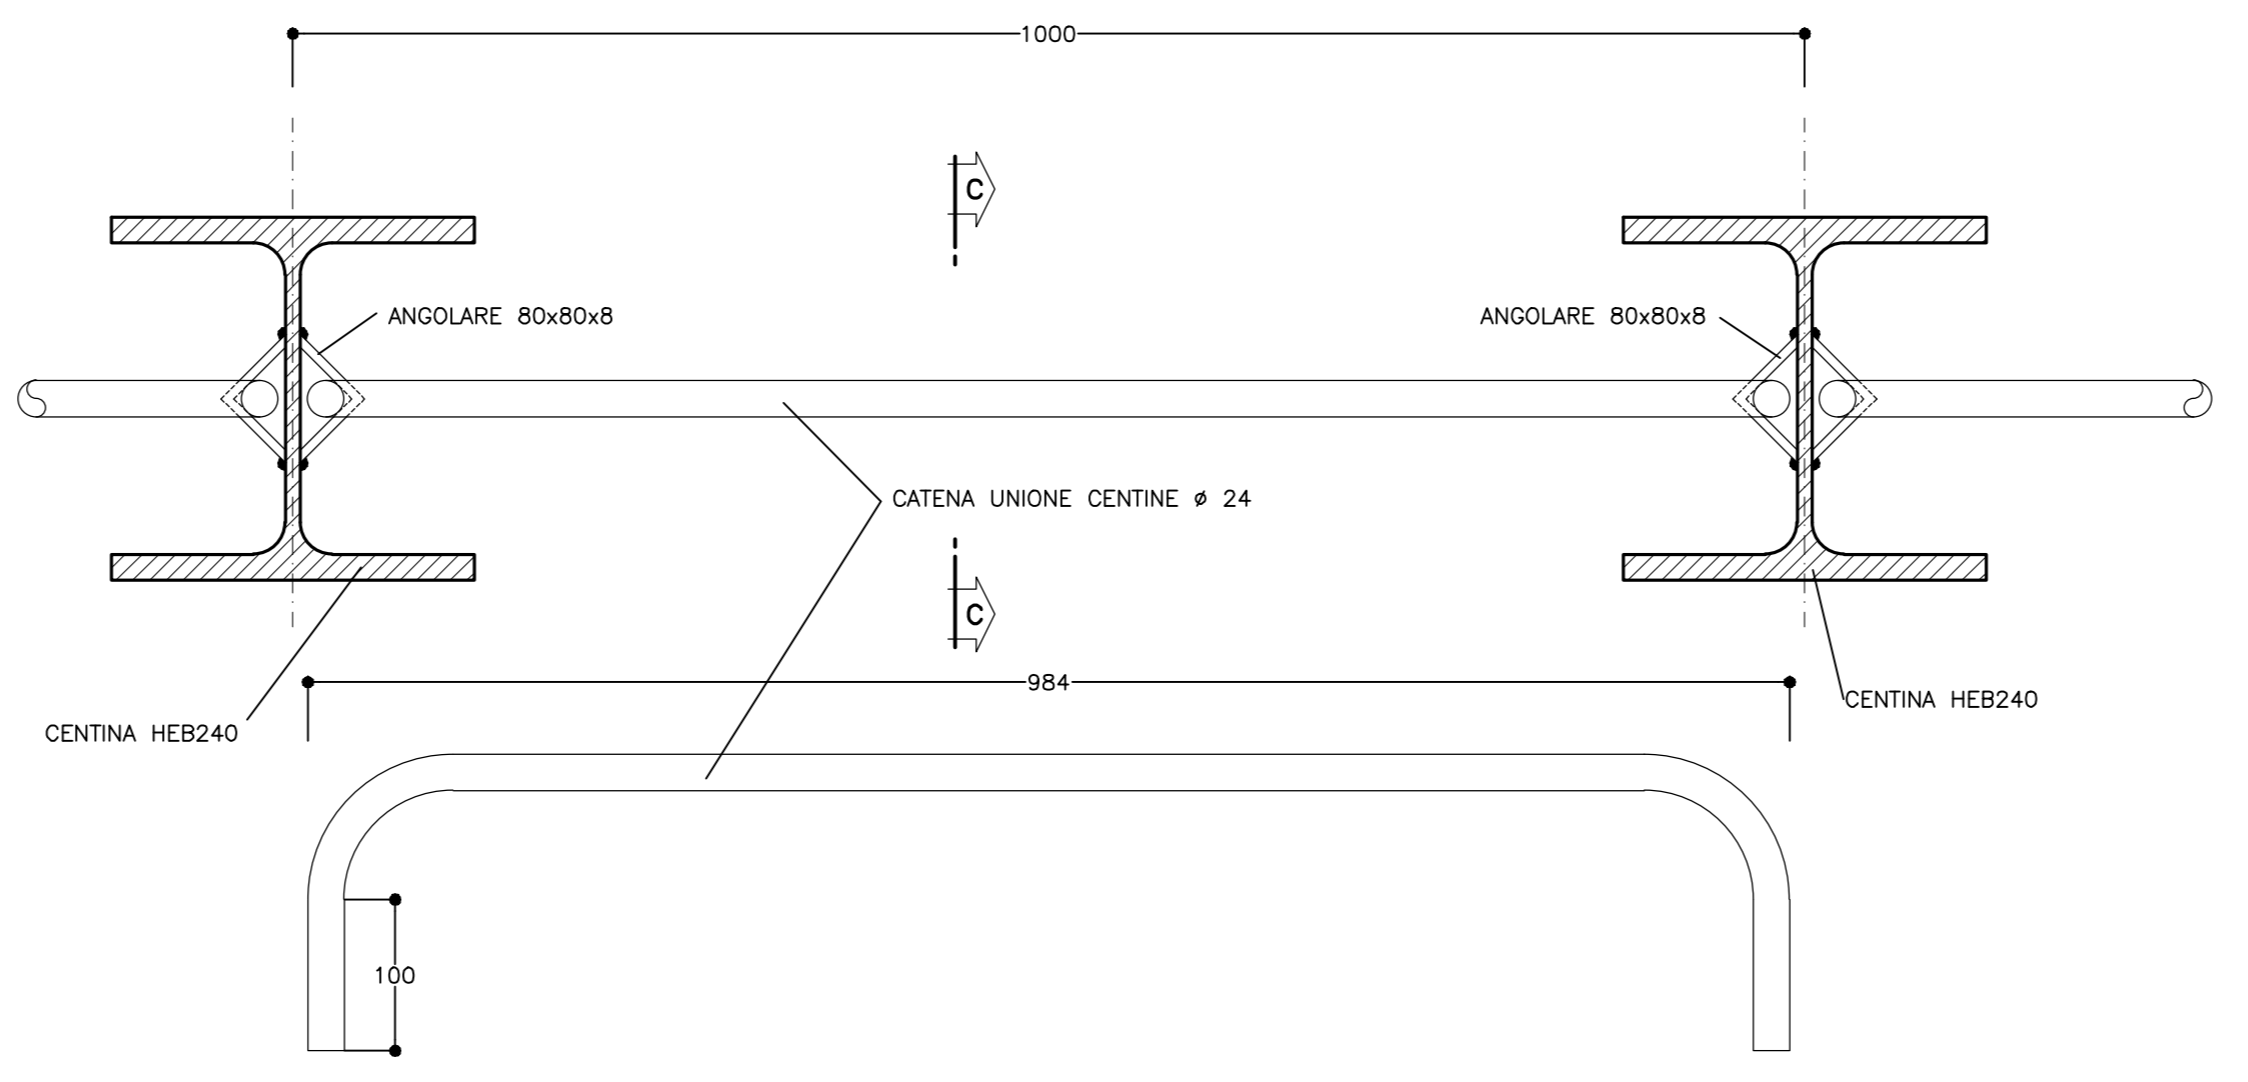 1000
C
ANGOLARE 80x80x8
ANGOLARE 80x80x8
CATENA UNIONE CENTINE ø 24
C
984
CENTINA HEB240
CENTINA HEB240
100